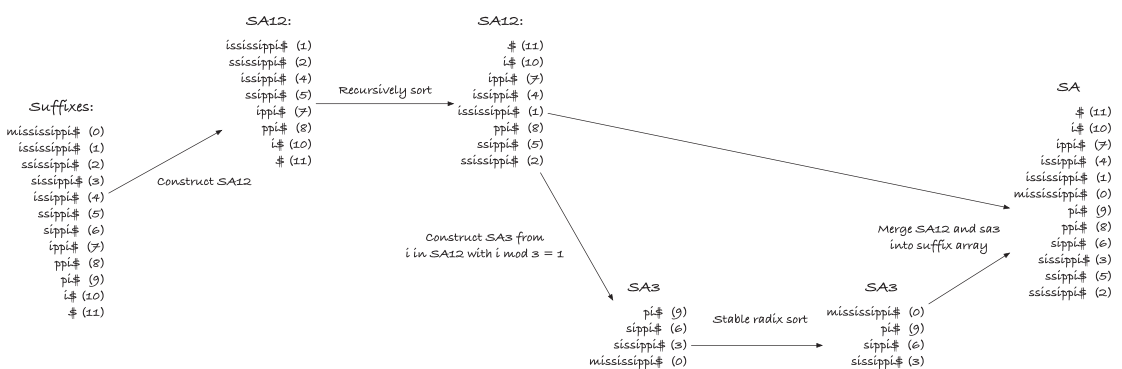 Suffixes:
mississippi$ (0)
ississippi$ (1)
ssissippi$ (2)
sissippi$ (3)
issippi$ (4)
ssippi$ (5)
sippi$ (6)
ippi$ (7)
ppi$ (8)
pi$ (9)
i$ (10)
$ (11)
Construct SA12
SA12:
ississippi$ (1)
ssissippi$ (2)
issippi$ (4)
ssippi$ (5)
ippi$ (7)
ppi$ (8)
i$ (10)
$ (11)
Recursively sort
SA12:
$ (11)
i$ (10)
ippi$ (7)
issippi$ (4)
ississippi$ (1)
ppi$ (8)
ssippi$ (5)
ssissippi$ (2)
Construct SA3 from
i in SA12 with i mod 3 = 1
SA3
pi$ (9)
sippi$ (6)
sissippi$ (3)
mississippi$ (0)
Stable radix sort
SA3
mississippi$ (0)
pi$ (9)
sippi$ (6)
sissippi$ (3)
Merge SA12 and sa3
into suffix array
SA
$ (11)
i$ (10)
ippi$ (7)
issippi$ (4)
ississippi$ (1)
mississippi$ (0)
pi$ (9)
ppi$ (8)
sippi$ (6)
sissippi$ (3)
ssippi$ (5)
ssissippi$ (2)